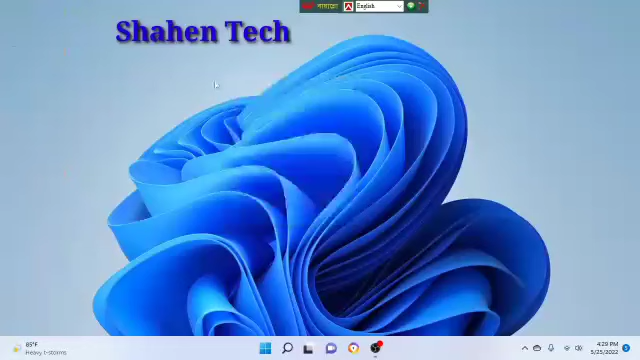 English
Shahen Tech
85°F
Heavy t-storms
4:29 PM
5/25/2022